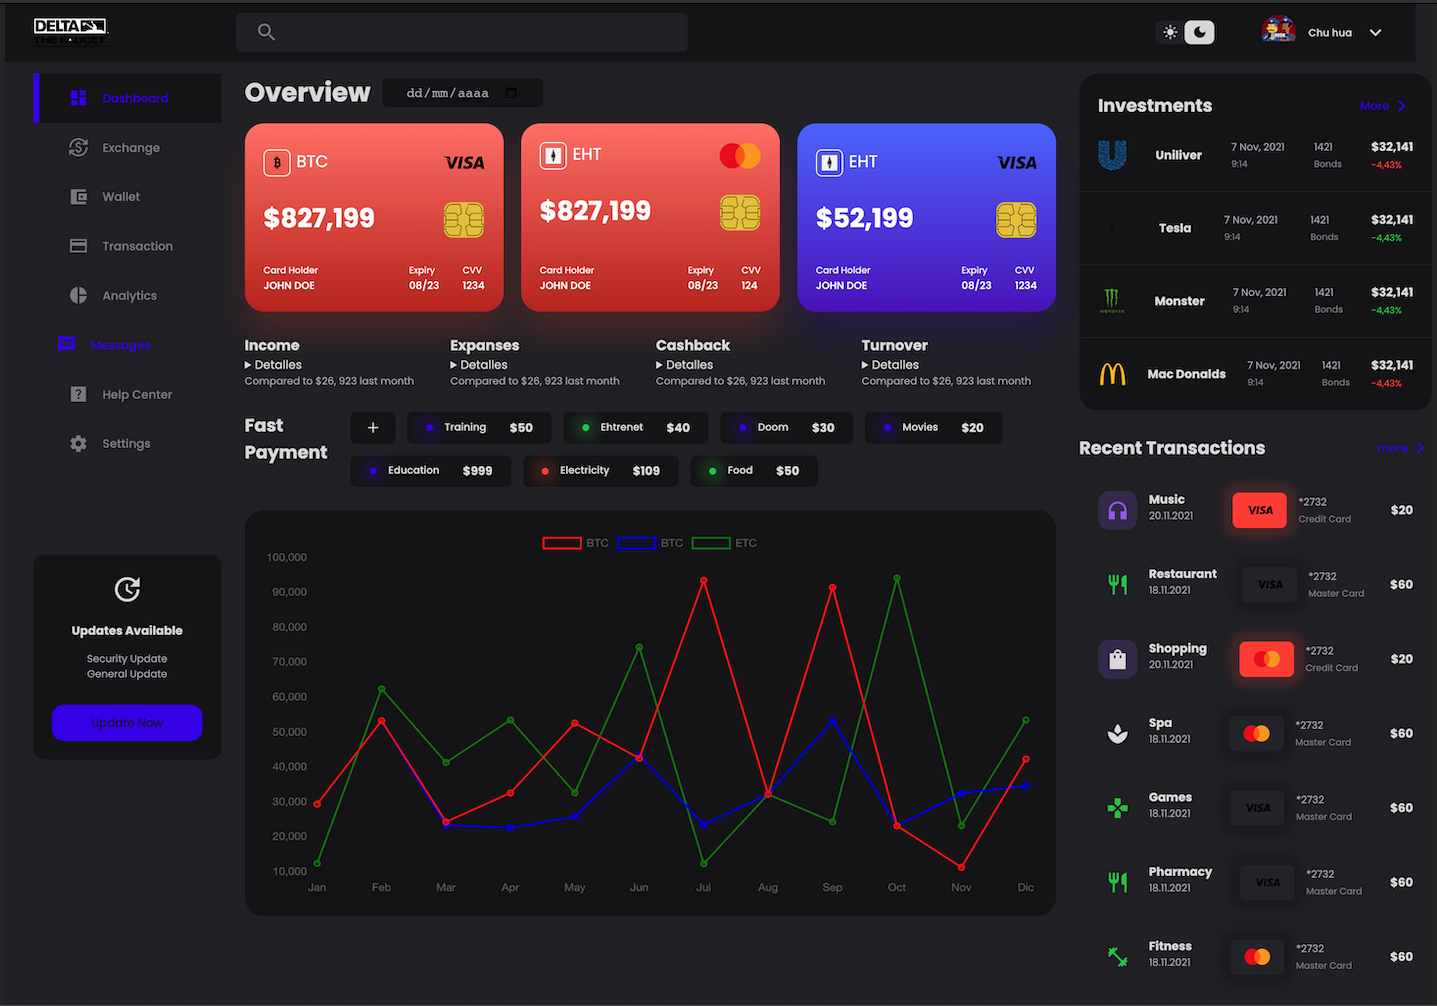 DELTA
THE FAUCET
Chu hua
Dashboard
Exchange
Wallet
Transaction
Analytics
Messages
Help Center
Settings
Updates Available
Security Update
General Update
Update Now
Overview
dd/mm/aaaa
BTC
VISA
$827,199
Card Holder Expiry CVV
JOHN DOE 08/23 1234
EHT
$827,199
Card Holder Expiry CVV
JOHN DOE 08/23 124
EHT
VISA
$52,199
Card Holder Expiry CVV
JOHN DOE 08/23 1234
Income
Detalles
Compared to $26, 923 last month
Expanses
Detalles
Compared to $26, 923 last month
Cashback
Detalles
Compared to $26, 923 last month
Turnover
Detalles
Compared to $26, 923 last month
Fast
Payment
+
Training $50
Ehtrenet $40
Doom $30
Movies $20
Education $999
Electricity $109
Food $50
BTC BTC ETC
100,000
90,000
80,000
70,000
60,000
50,000
40,000
30,000
20,000
10,000
Jan Feb Mar Apr May Jun Jul Aug Sep Oct Nov Dic
Investments
More
Uniliver
7 Nov, 2021 1421 $32,141
9:14 Bonds -4,43%
Tesla
7 Nov, 2021 1421 $32,141
9:14 Bonds -4,43%
Monster
7 Nov, 2021 1421 $32,141
9:14 Bonds -4,43%
Mac Donalds
7 Nov, 2021 1421 $32,141
9:14 Bonds -4,43%
Recent Transactions
more
Music
20.11.2021
VISA
*2732
Credit Card
$20
Restaurant
18.11.2021
VISA
*2732
Master Card
$60
Shopping
20.11.2021
*2732
Credit Card
$20
Spa
18.11.2021
*2732
Master Card
$60
Games
18.11.2021
VISA
*2732
Master Card
$60
Pharmacy
18.11.2021
VISA
*2732
Master Card
$60
Fitness
18.11.2021
*2732
Master Card
$60